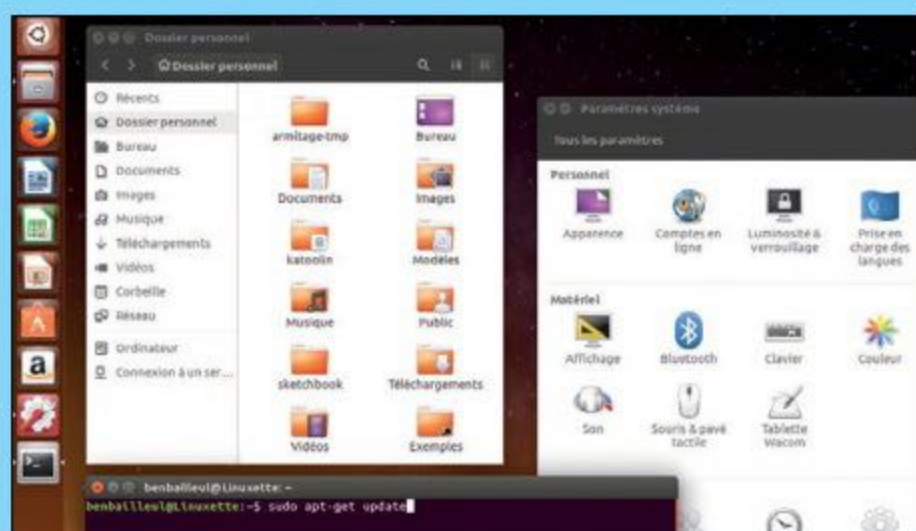 Dossier personnel
Dossier personnel
Récents
Dossier personnel
Bureau
Documents
Images
Musique
Téléchargements
Vidéos
Corbeille
Réseau
Ordinateur
Connexion à un ser...
armitage-tmp
Bureau
Documents
Images
katoolin
Modèles
Musique
Public
sketchbook
Téléchargements
Vidéos
Exemples
Paramètres système
Tous les paramètres
Personnel
Apparence
Comptes en
ligne
Luminosité &
verrouillage
Prise en
charge des
langues
Matériel
Affichage
Bluetooth
Clavier
Couleur
Son
Souris & pavé
tactile
Tablette
Wacom
benbailleul@Linuxette: ~
benbailleul@Linuxette:~$ sudo apt-get update